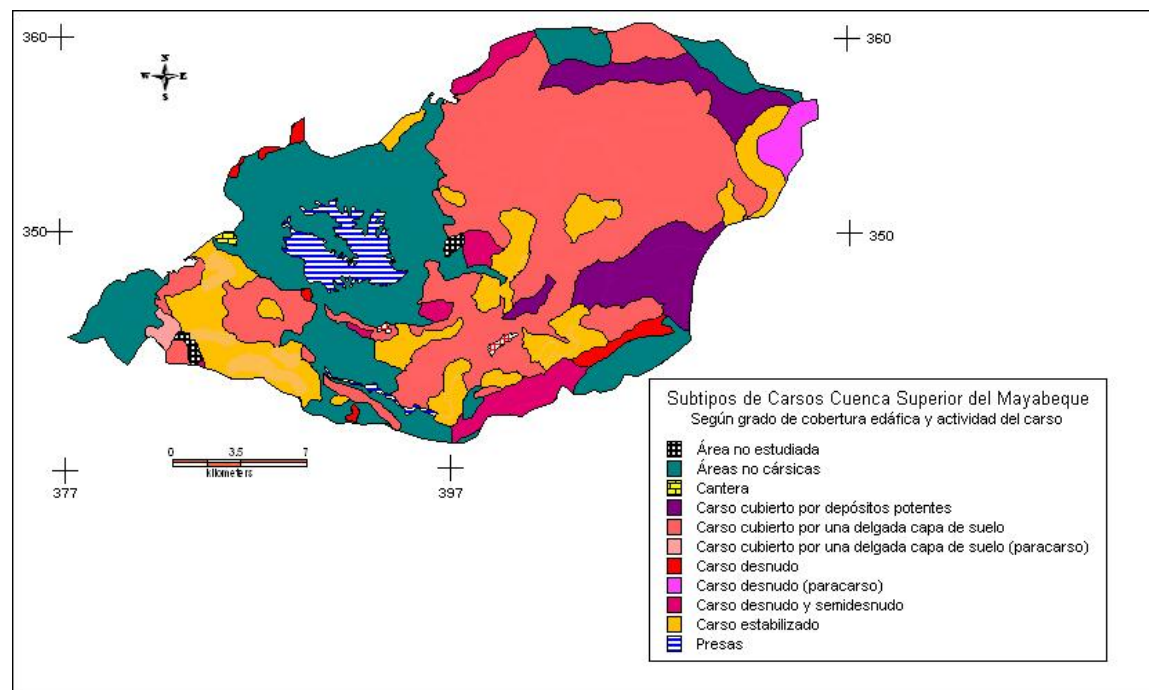 360
360
N
W E
S
350
350
0 3.5 7
kilometers
377
397
Subtipos de Carsos Cuenca Superior del Mayabeque
Según grado de cobertura edáfica y actividad del carso
Área no estudiada
Áreas no cársicas
Cantera
Carso cubierto por depósitos potentes
Carso cubierto por una delgada capa de suelo
Carso cubierto por una delgada capa de suelo (paracarso)
Carso desnudo
Carso desnudo (paracarso)
Carso desnudo y semidesnudo
Carso estabilizado
Presas